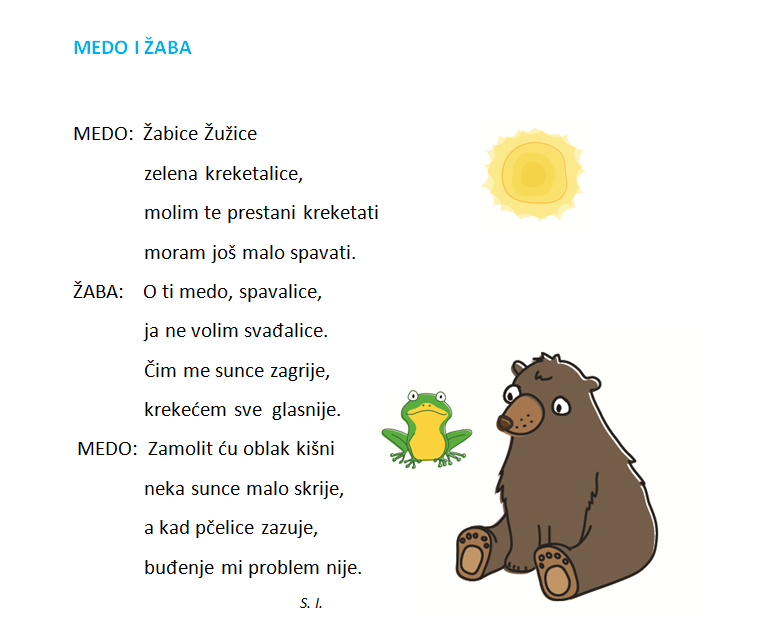 MEDO I ŽABA
MEDO: Žabice Žužice
zelena kreketalice,
molim te prestani kreketati
moram još malo spavati.
ŽABA: O ti medo, spavalice,
ja ne volim svađalice.
Čim me sunce zagrije,
krekećem sve glasnije.
MEDO: Zamolit ću oblak kišni
neka sunce malo skrije,
a kad pčelice zazuje,
buđenje mi problem nije.
S. I.